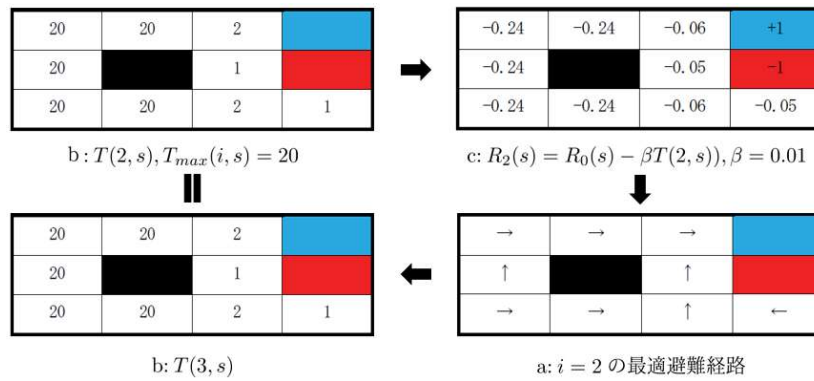 20 20 2
20 1
20 20 2 1
b : T(2, s), T_{max}(i, s) = 20
-0.24 -0.24 -0.06 +1
-0.24 -0.05 -1
-0.24 -0.24 -0.06 -0.05
c: R_2(s) = R_0(s) − βT(2, s)), β = 0.01
20 20 2
20 1
20 20 2 1
b: T(3, s)
→ → →
↑ ↑
→ → ↑ ←
a: i = 2 の最適避難経路